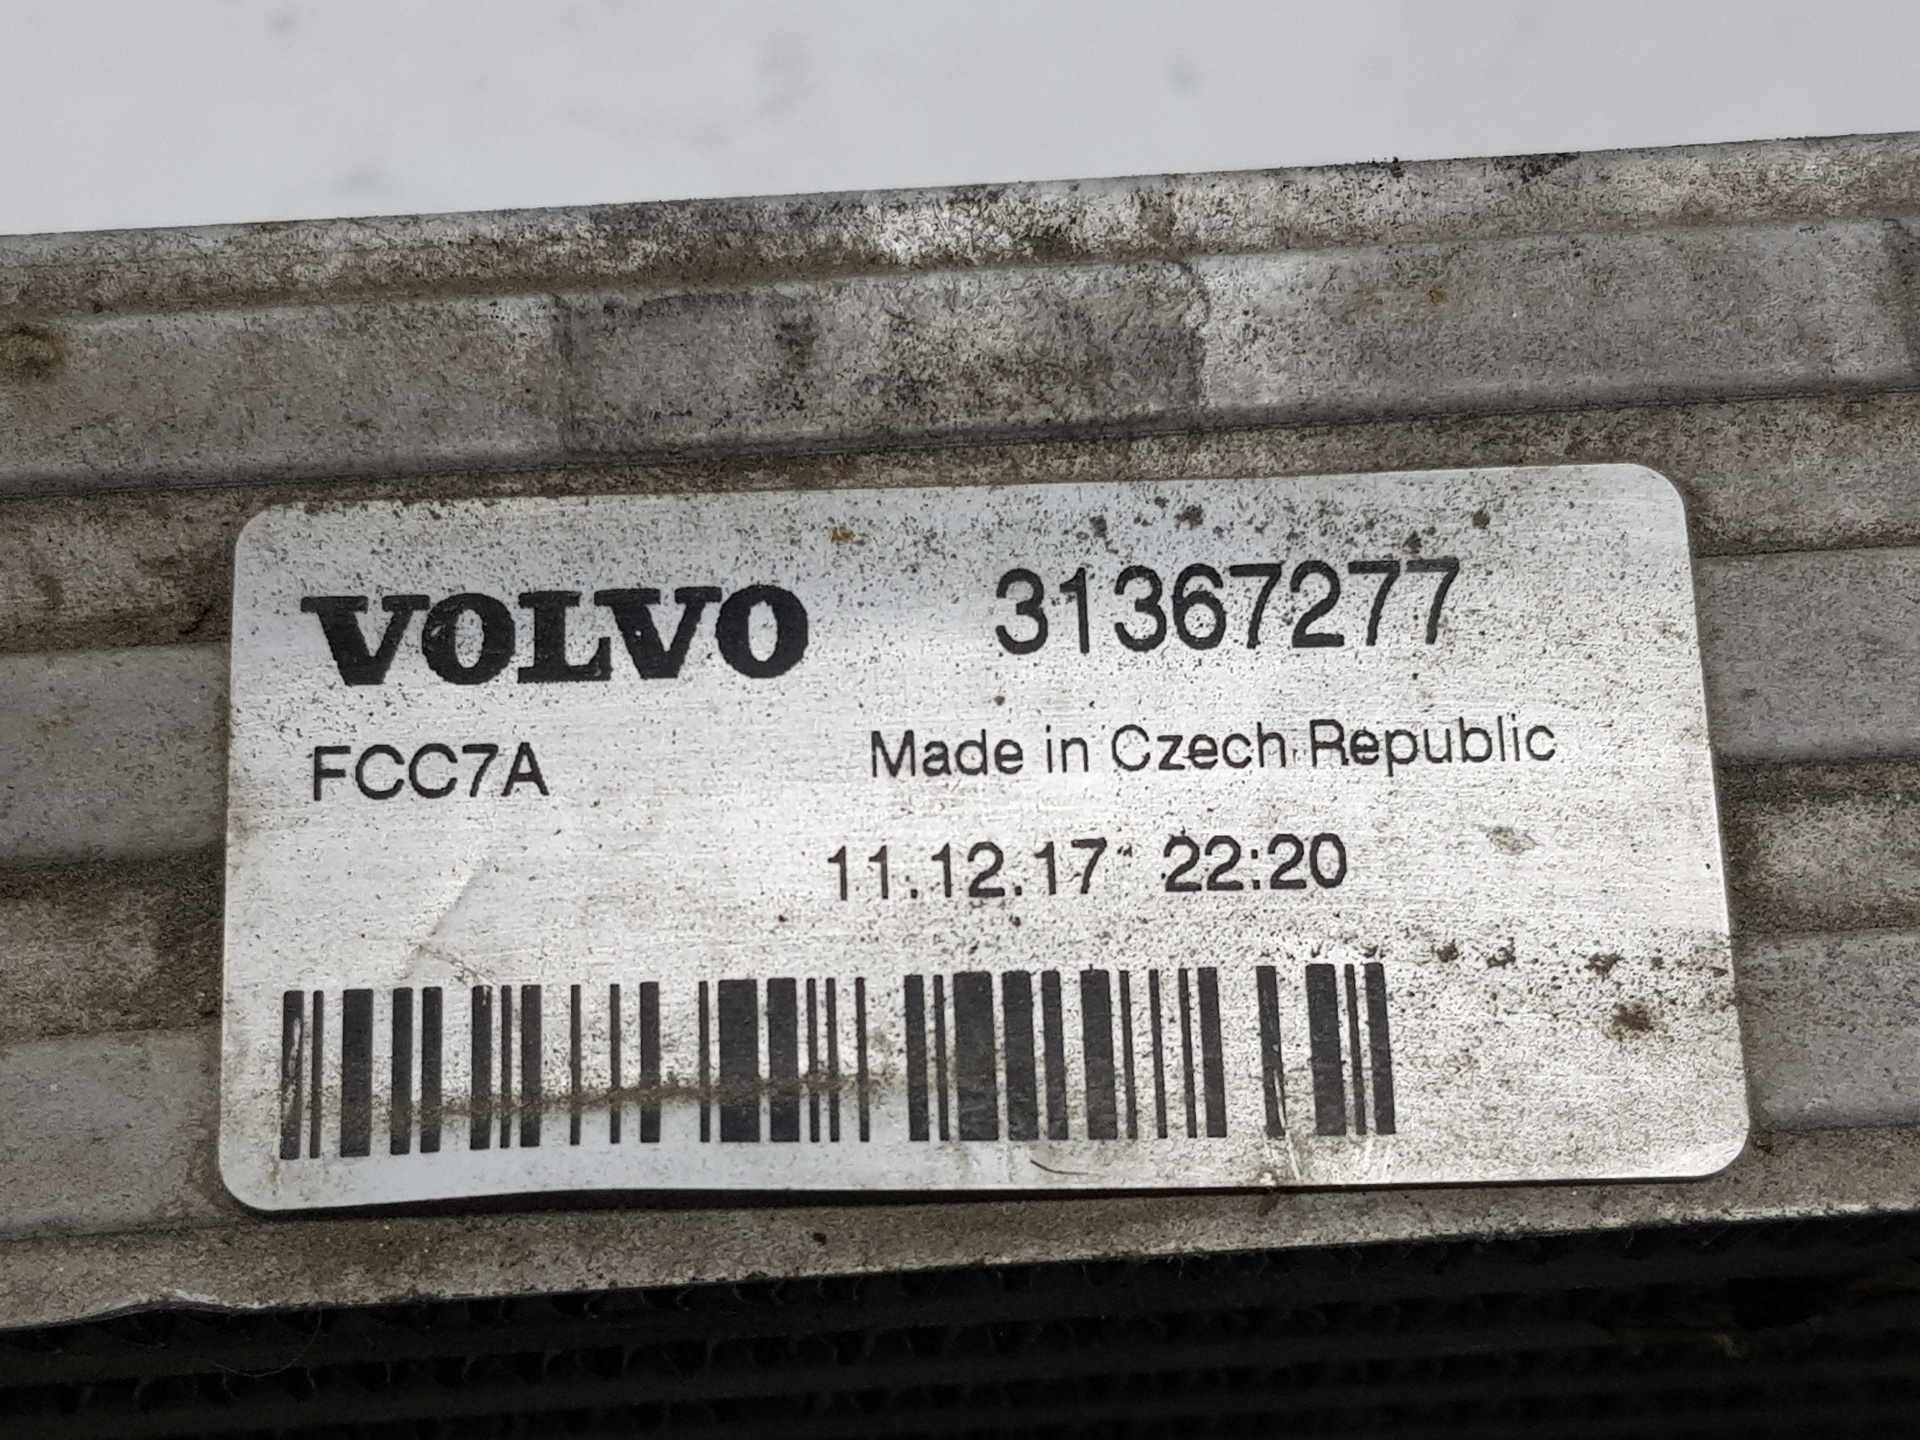 VOLVO 31367277
FCC7A Made in Czech Republic
11.12.17 22:20